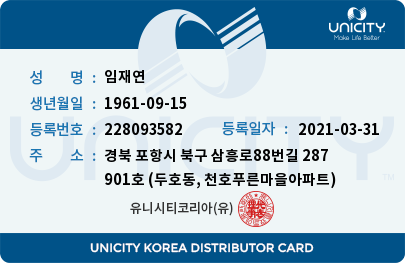 UNICITY
Make Life Better
성 명 : 임재연
생년월일 : 1961-09-15
등록번호 : 228093582 등록일자 : 2021-03-31
주 소 : 경북 포항시 북구 삼흥로88번길 287
901호 (두호동, 천호푸른마을아파트)
UNICITY
유니시티코리아(유)
UNICITY KOREA DISTRIBUTOR CARD